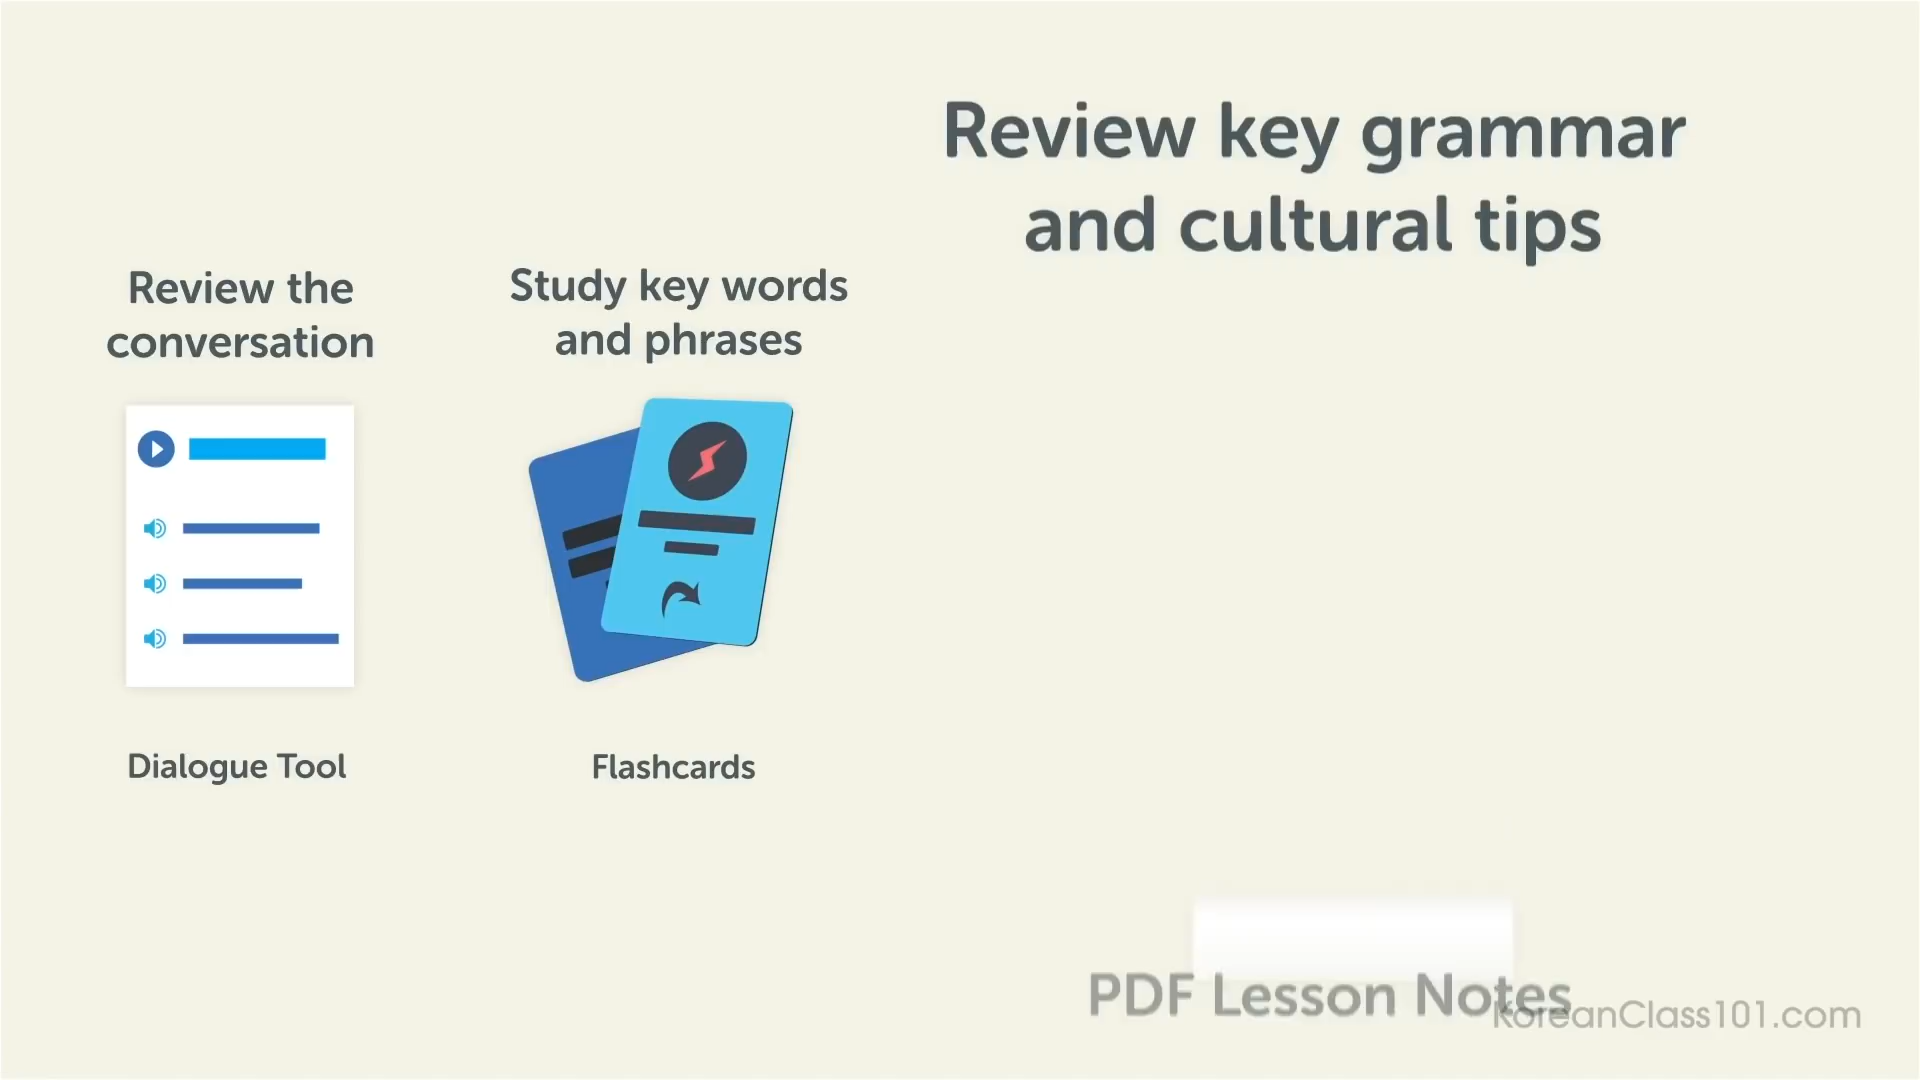 Review the
conversation
Dialogue Tool
Study key words
and phrases
Flashcards
Review key grammar
and cultural tips
PDF Lesson Notes
KoreanClass101.com